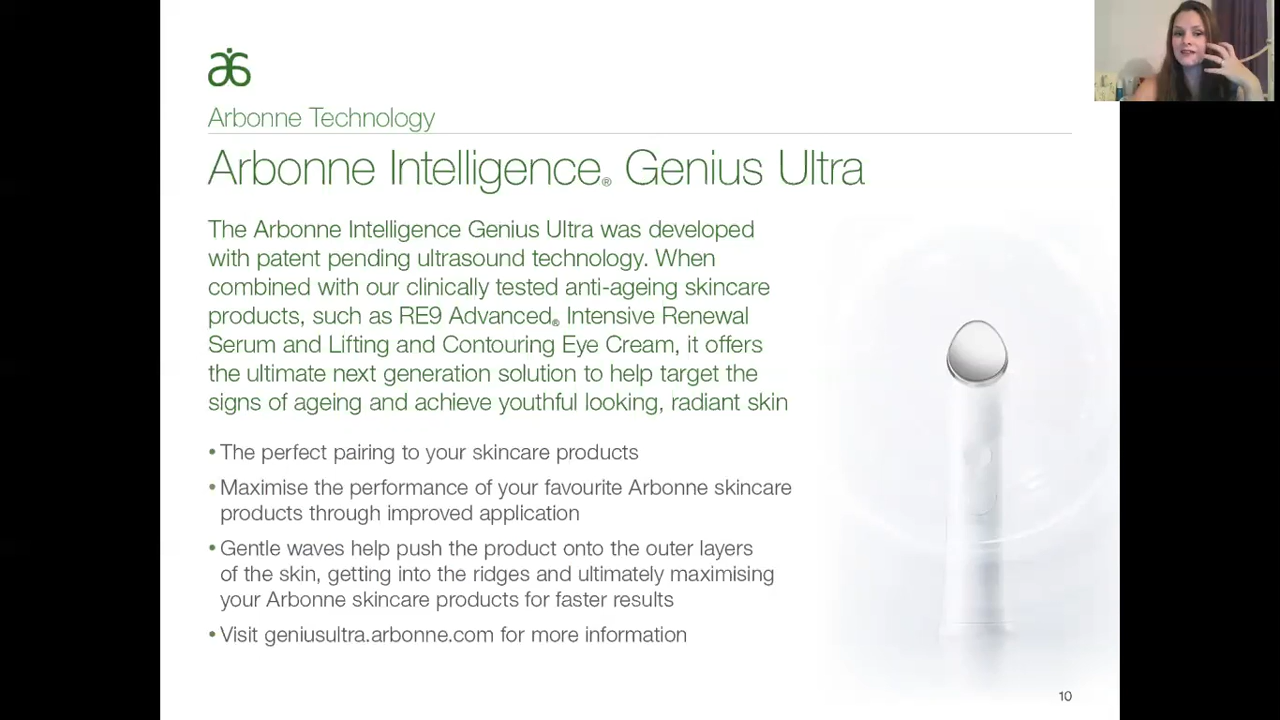 Arbonne Technology
Arbonne Intelligence® Genius Ultra
The Arbonne Intelligence Genius Ultra was developed
with patent pending ultrasound technology. When
combined with our clinically tested anti-ageing skincare
products, such as RE9 Advanced® Intensive Renewal
Serum and Lifting and Contouring Eye Cream, it offers
the ultimate next generation solution to help target the
signs of ageing and achieve youthful looking, radiant skin
• The perfect pairing to your skincare products
• Maximise the performance of your favourite Arbonne skincare
products through improved application
• Gentle waves help push the product onto the outer layers
of the skin, getting into the ridges and ultimately maximising
your Arbonne skincare products for faster results
• Visit geniusultra.arbonne.com for more information
10